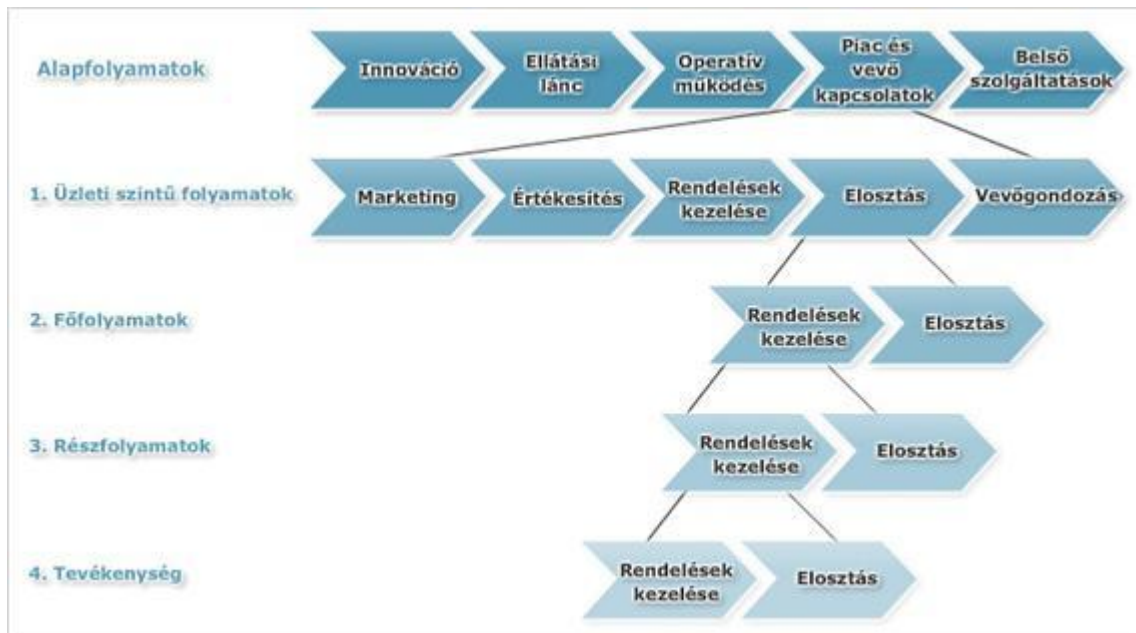 Alapfolyamatok
Innováció
Ellátási
lánc
Operatív
működés
Piac és
vevő
kapcsolatok
Belső
szolgáltatások
1. Üzleti szintű folyamatok
Marketing
Értékesítés
Rendelések
kezelése
Elosztás
Vevőgondozás
2. Főfolyamatok
Rendelések
kezelése
Elosztás
3. Részfolyamatok
Rendelések
kezelése
Elosztás
4. Tevékenység
Rendelések
kezelése
Elosztás